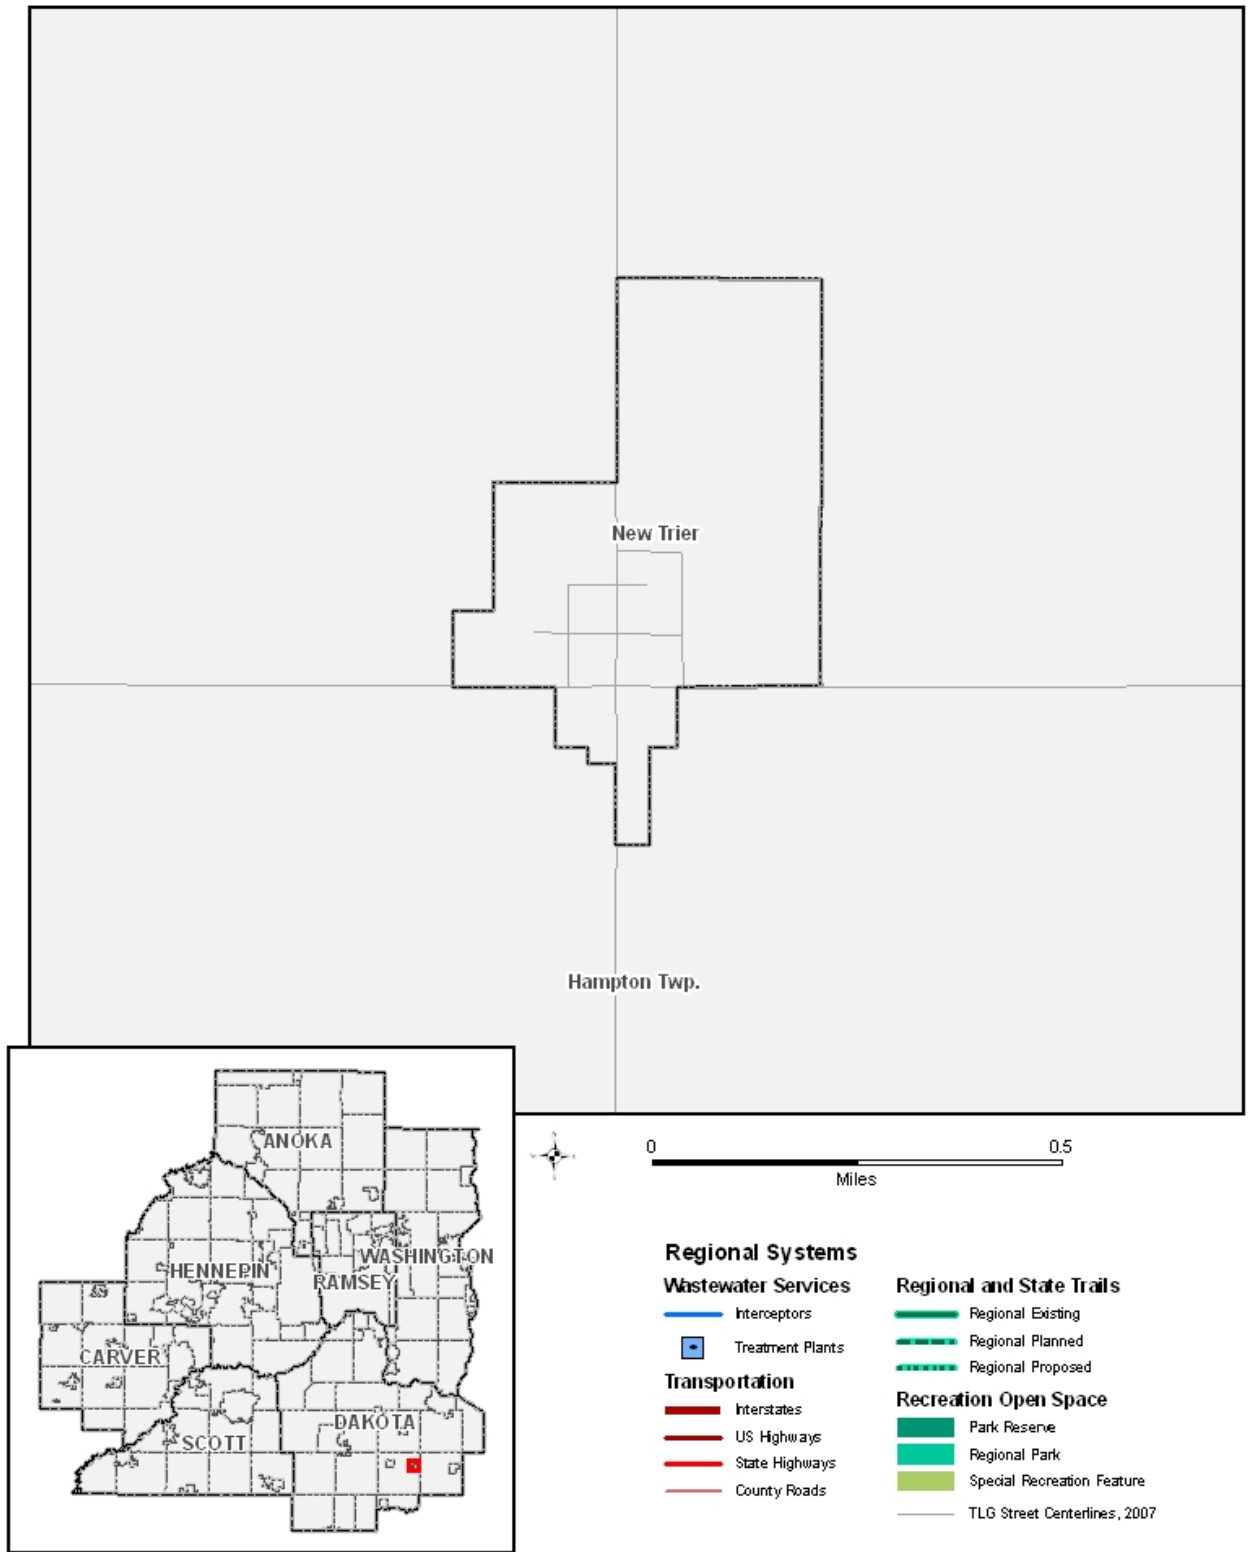 New Trier
Hampton Twp.
ANOKA
WASHINGTON
HENNEPIN
RAMSEY
CARVER
DAKOTA
SCOTT
0 0.5
Miles
Regional Systems
Wastewater Services
Interceptors
Treatment Plants
Transportation
Interstates
US Highways
State Highways
County Roads
Regional and State Trails
Regional Existing
Regional Planned
Regional Proposed
Recreation Open Space
Park Reserve
Regional Park
Special Recreation Feature
TLG Street Centerlines, 2007